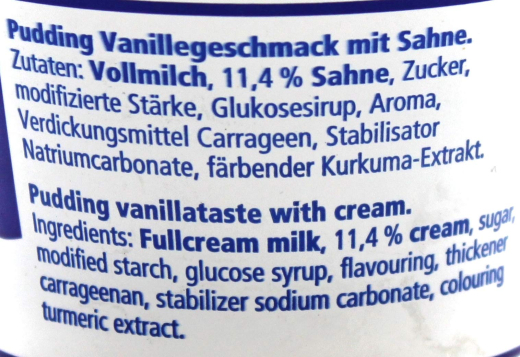 Pudding Vanillegeschmack mit Sahne.
Zutaten: Vollmilch, 11,4 % Sahne, Zucker,
modifizierte Stärke, Glukosesirup, Aroma,
Verdickungsmittel Carrageen, Stabilisator
Natriumcarbonate, färbender Kurkuma-Extrakt.
Pudding vanillataste with cream.
Ingredients: Fullcream milk, 11,4 % cream, sugar,
modified starch, glucose syrup, flavouring, thickener
carrageenan, stabilizer sodium carbonate, colouring
turmeric extract.